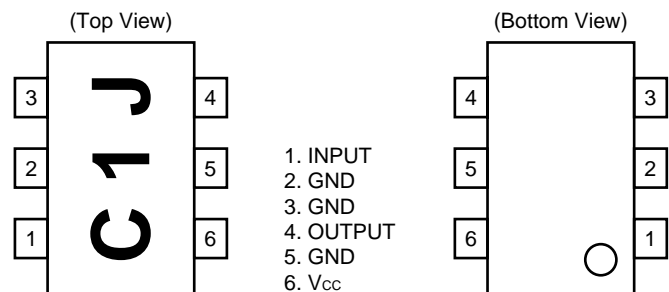 (Top View)
3
4
2
5
1
6
C1J
1. INPUT
2. GND
3. GND
4. OUTPUT
5. GND
6. VCC
(Bottom View)
4
3
5
2
6
1